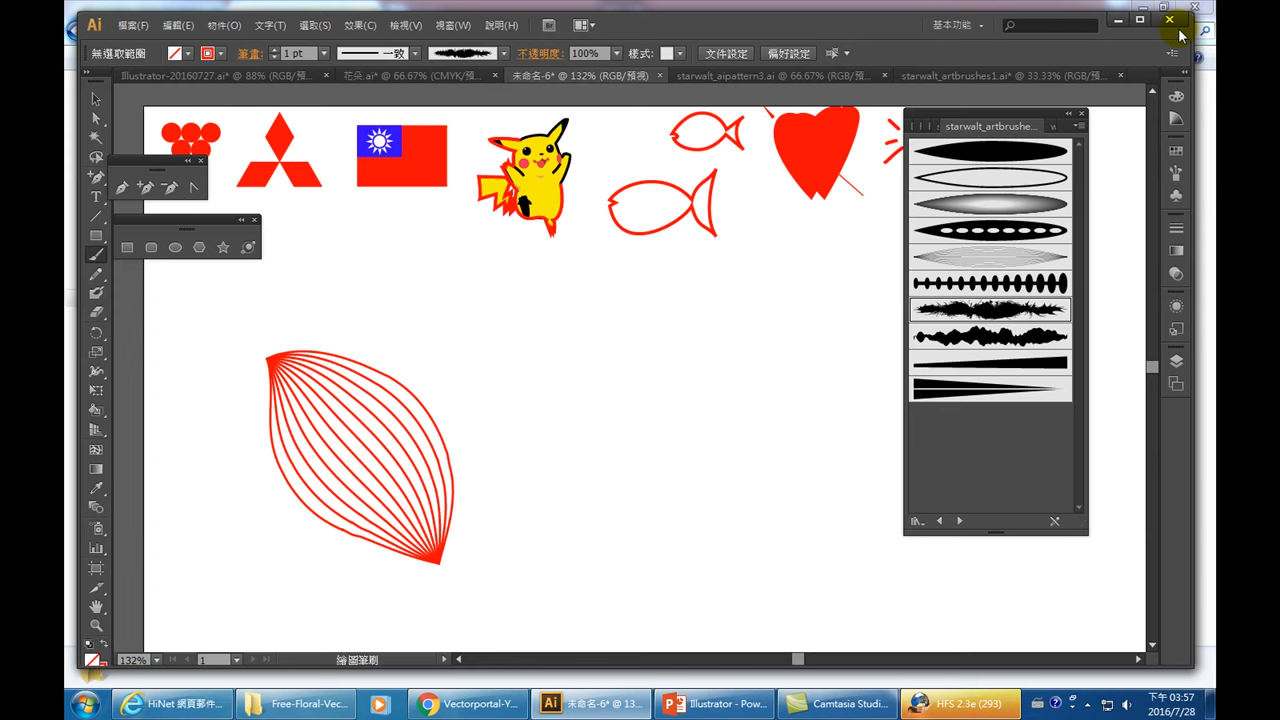 Ai 檔案(F) 編輯(E) 物件(O) 文字(T) 選取(S) 效果(C) 檢視(V) 視窗(W) 說明(H) Br 基本功能
無選取範圍 筆畫: 1 pt 一致 不透明度: 100% 樣式: 文件設定 偏好設定
Illustrator-20160727.ai* @ 88% (RGB/預... × 花朵.ai* @ 66.67% (CMYK/預... × 未命名-6* @ 132% (RGB/預視) × starwalt_aipattern3.ai @ 66.67% (RGB/預... × starwalt_artbrushes1.ai* @ 33.33% (RGB/預... ×
starwalt_artbrushe...
132% 1 繪圖筆刷
HiNet 網頁郵件... Free-Floral-Vec... Vectorportal-Y... Ai 未命名-6* @ 13... Illustrator - Pow... Camtasia Studi... HFS 2.3e (293) 下午 03:57
2016/7/28